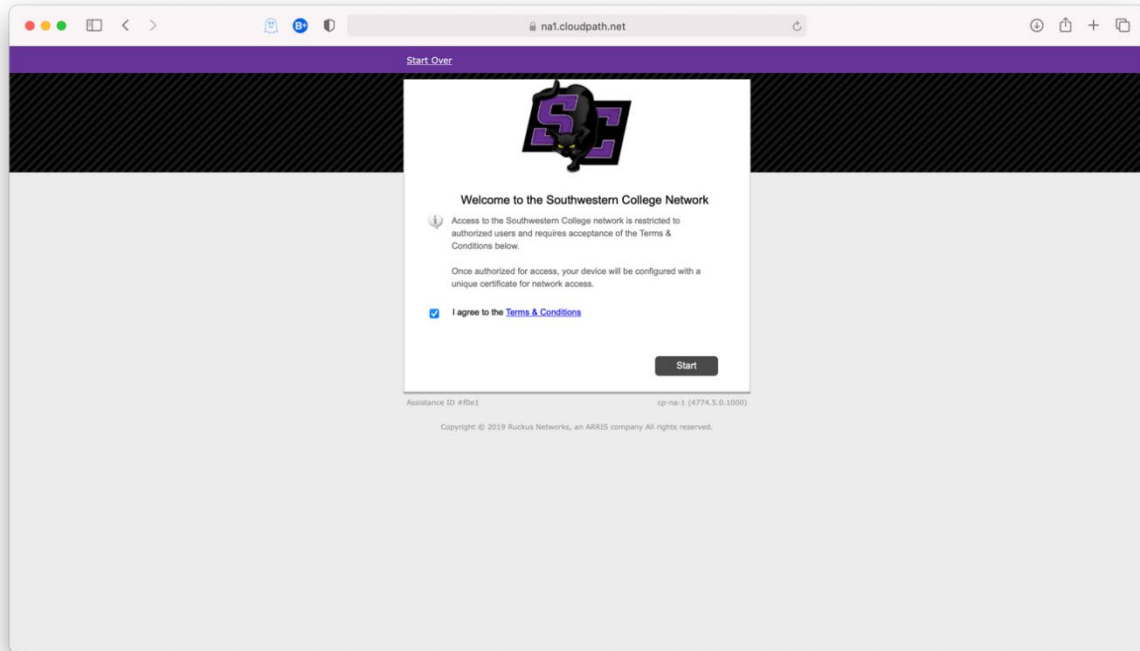 na1.cloudpath.net
Start Over
SC
Welcome to the Southwestern College Network
Access to the Southwestern College network is restricted to
authorized users and requires acceptance of the Terms &
Conditions below.
Once authorized for access, your device will be configured with a
unique certificate for network access.
I agree to the Terms & Conditions
Start
Assistance ID #f0e1
cp-na-1 (4774.5.0.1000)
Copyright © 2019 Ruckus Networks, an ARRIS company All rights reserved.